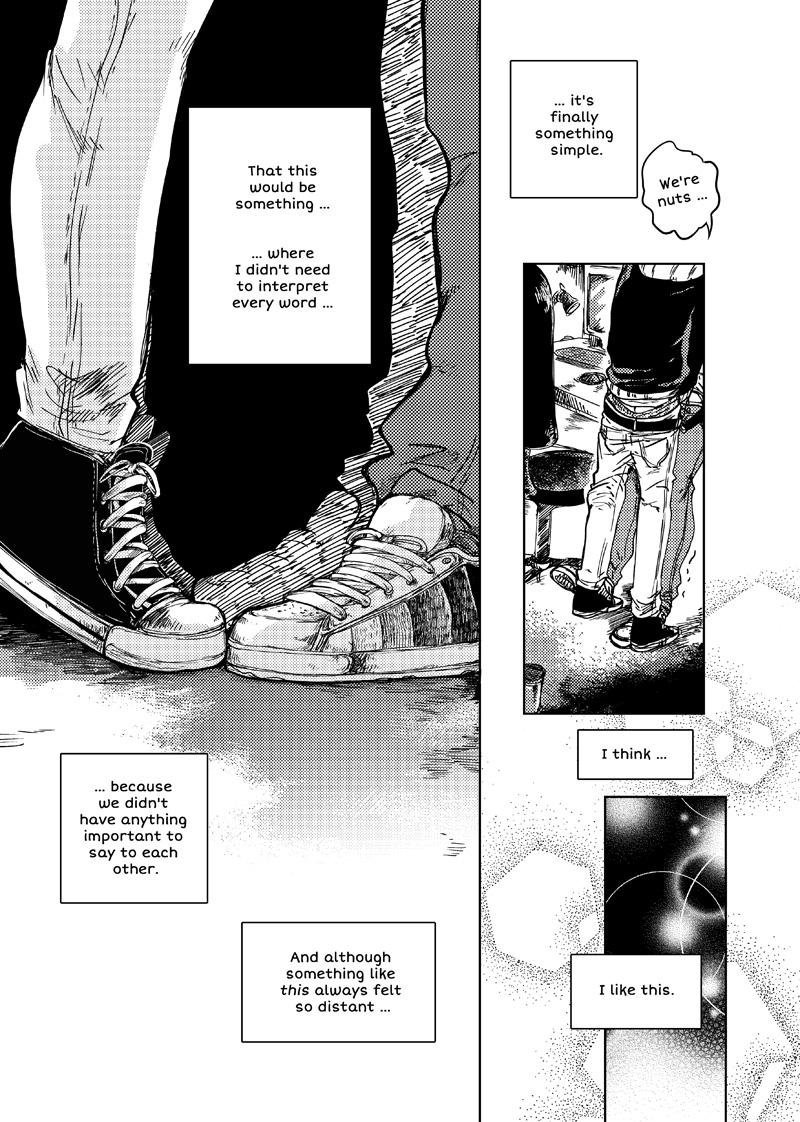 That this
would be
something ...
... where
I didn't need
to interpret
every word ...
... because
we didn't
have anything
important to
say to each
other.
And although
something like
this always felt
so distant ...
... it's
finally
something
simple.
We're
nuts ...
I think ...
I like this.